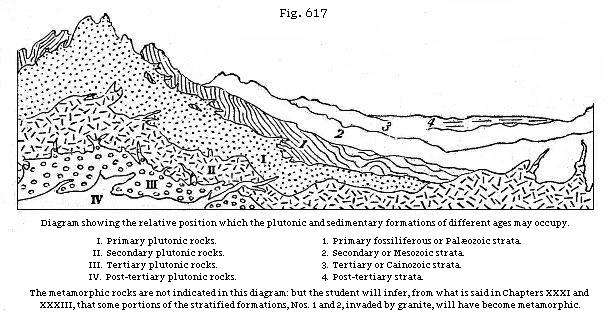 Fig. 617
1
2
3
4
I
II
III
IV
Diagram showing the relative position which the plutonic and sedimentary formations of different ages may occupy.
I. Primary plutonic rocks.
II. Secondary plutonic rocks.
III. Tertiary plutonic rocks.
IV. Post-tertiary plutonic rocks.
1. Primary fossiliferous or Palæozoic strata.
2. Secondary or Mesozoic strata.
3. Tertiary or Cainozoic strata.
4. Post-tertiary strata.
The metamorphic rocks are not indicated in this diagram: but the student will infer, from what is said in Chapters XXXI and
XXXIII, that some portions of the stratified formations, Nos. 1 and 2, invaded by granite, will have become metamorphic.